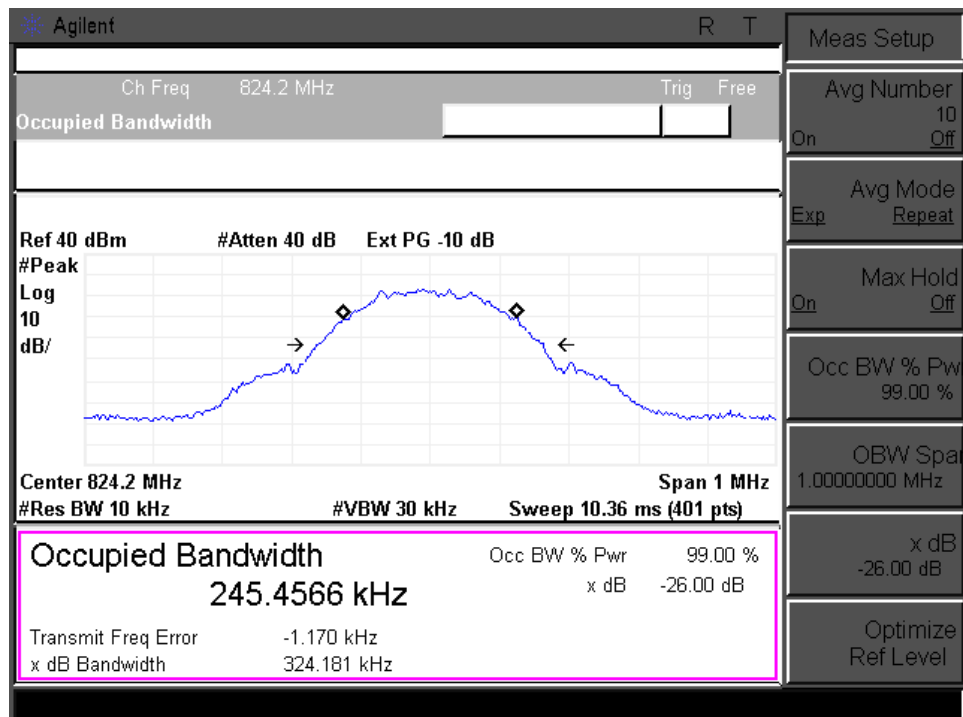 Agilent R T
Ch Freq 824.2 MHz Trig Free
Occupied Bandwidth
Ref 40 dBm #Atten 40 dB Ext PG -10 dB
#Peak
Log
10
dB/
Center 824.2 MHz Span 1 MHz
#Res BW 10 kHz #VBW 30 kHz Sweep 10.36 ms (401 pts)
Occupied Bandwidth Occ BW % Pwr 99.00 %
245.4566 kHz x dB -26.00 dB
Transmit Freq Error -1.170 kHz
x dB Bandwidth 324.181 kHz
Meas Setup
Avg Number
10
On Off
Avg Mode
Exp Repeat
Max Hold
On Off
Occ BW % Pw
99.00 %
OBW Spa
1.00000000 MHz
x dB
-26.00 dB
Optimize
Ref Level